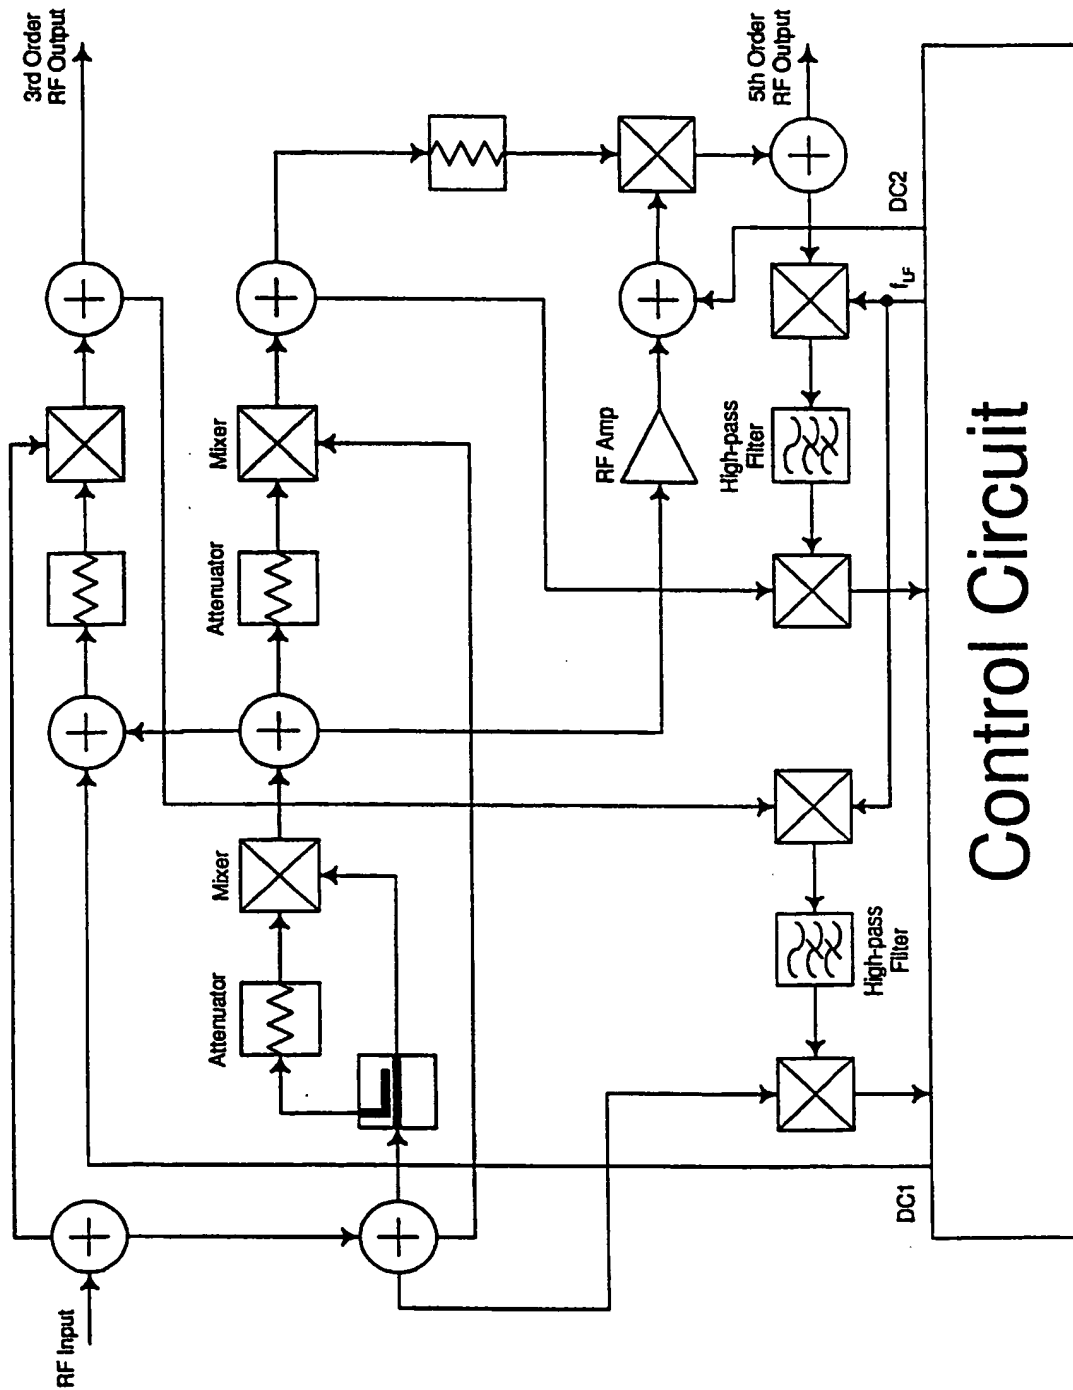 3rd Order
RF Output
5th Order
RF Output
DC2
f_LF
Mixer
RF Amp
High-pass
Filter
Attenuator
Mixer
Attenuator
High-pass
Filter
DC1
RF Input
Control Circuit